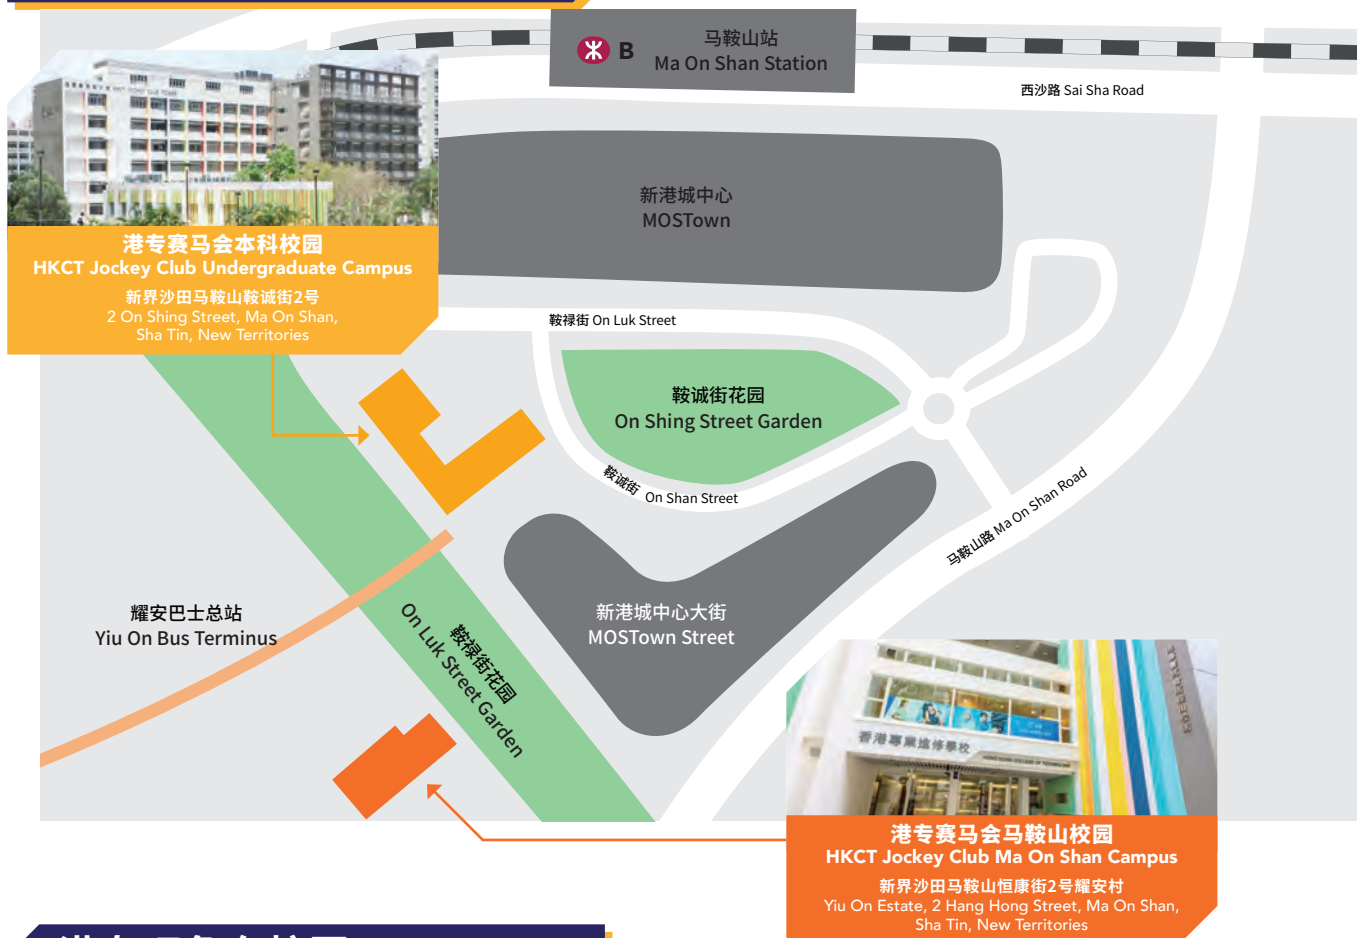 B
马鞍山站
Ma On Shan Station
西沙路 Sai Sha Road
新港城中心
MOSTown
港专赛马会本科校园
HKCT Jockey Club Undergraduate Campus
新界沙田马鞍山鞍诚街2号
2 On Shing Street, Ma On Shan,
Sha Tin, New Territories
鞍禄街 On Luk Street
鞍诚街花园
On Shing Street Garden
鞍诚街 On Shan Street
马鞍山路 Ma On Shan Road
耀安巴士总站
Yiu On Bus Terminus
鞍禄街花园
On Luk Street Garden
新港城中心大街
MOSTown Street
香港專業進修學校
HONG KONG COLLEGE OF TECHNOLOGY
港专赛马会马鞍山校园
HKCT Jockey Club Ma On Shan Campus
新界沙田马鞍山恒康街2号耀安村
Yiu On Estate, 2 Hang Hong Street, Ma On Shan,
Sha Tin, New Territories